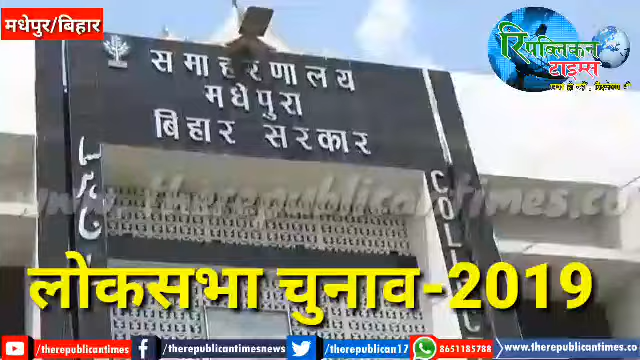 मधेपुर/बिहार
रिपब्लिकन
टाइम्स
समाहरणालय
मधेपुरा
बिहार सरकार
www.therepublicantimes.co
COLLEC
लोकसभा चुनाव-2019
/therepublicantimes
/therepublicantimesnews
/therepublican17
8651185788
www.therepublicantimes.co